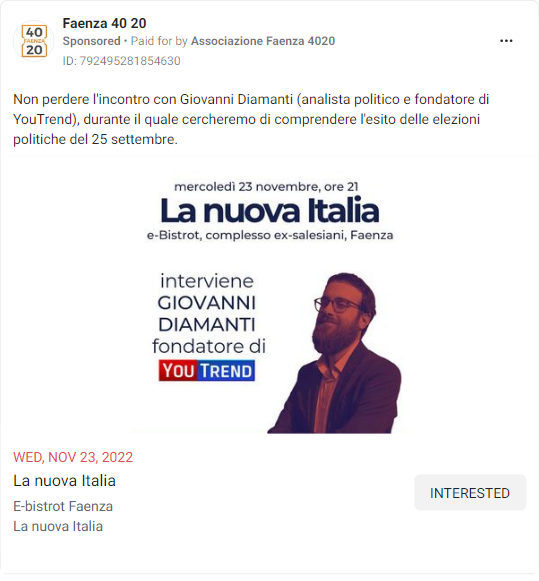 40
FAENZA
20
Faenza 40 20
Sponsored • Paid for by Associazione Faenza 4020
ID: 792495281854630
Non perdere l'incontro con Giovanni Diamanti (analista politico e fondatore di
YouTrend), durante il quale cercheremo di comprendere l'esito delle elezioni
politiche del 25 settembre.
mercoledì 23 novembre, ore 21
La nuova Italia
e-Bistrot, complesso ex-salesiani, Faenza
interviene
GIOVANNI
DIAMANTI
fondatore di
YOUTREND
WED, NOV 23, 2022
La nuova Italia
E-bistrot Faenza
La nuova Italia
INTERESTED